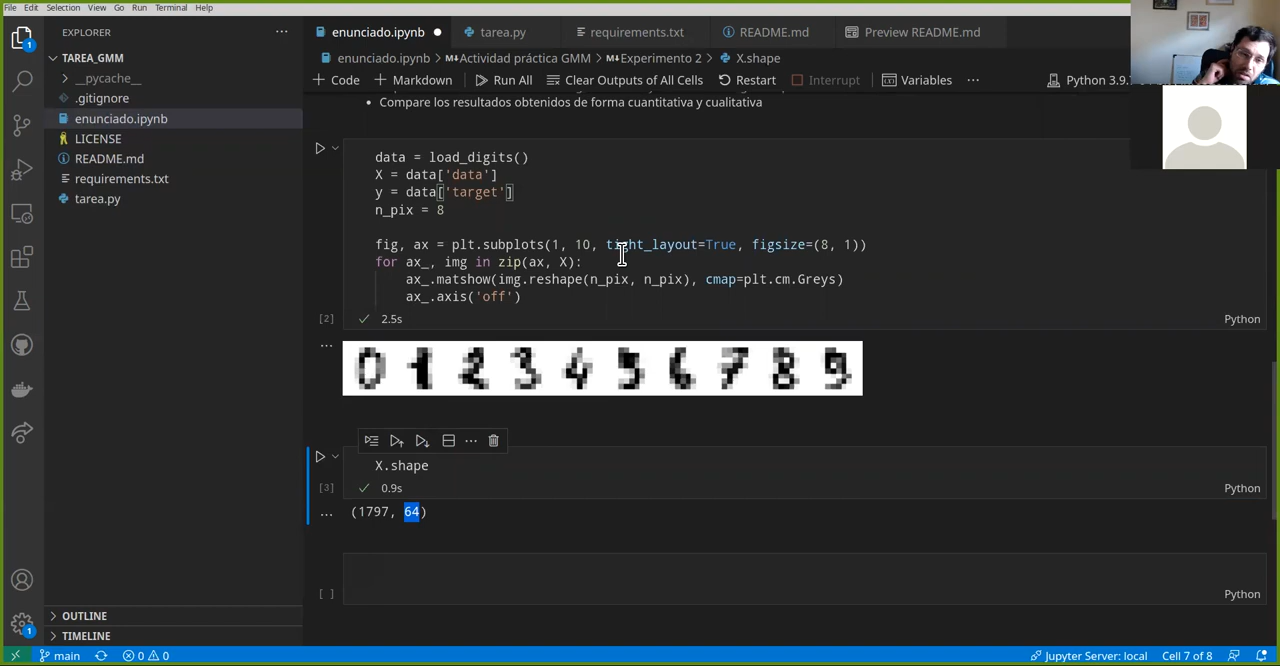 File Edit Selection View Go Run Terminal Help
EXPLORER
TAREA_GMM
__pycache__
.gitignore
enunciado.ipynb
LICENSE
README.md
requirements.txt
tarea.py
OUTLINE
TIMELINE
enunciado.ipynb
tarea.py
requirements.txt
README.md
Preview README.md
enunciado.ipynb > Actividad práctica GMM > Experimento 2 > X.shape
+ Code + Markdown Run All Clear Outputs of All Cells Restart Interrupt Variables ... Python 3.9.
• Compare los resultados obtenidos de forma cuantitativa y cualitativa
data = load_digits()
X = data['data']
y = data['target']
n_pix = 8
fig, ax = plt.subplots(1, 10, tight_layout=True, figsize=(8, 1))
for ax_, img in zip(ax, X):
ax_.matshow(img.reshape(n_pix, n_pix), cmap=plt.cm.Greys)
ax_.axis('off')
[2] 2.5s Python
0 1 2 3 4 5 6 7 8 9
X.shape
[3] 0.9s Python
(1797, 64)
[ ] Python
1
1
main 0 0 Jupyter Server: local Cell 7 of 8